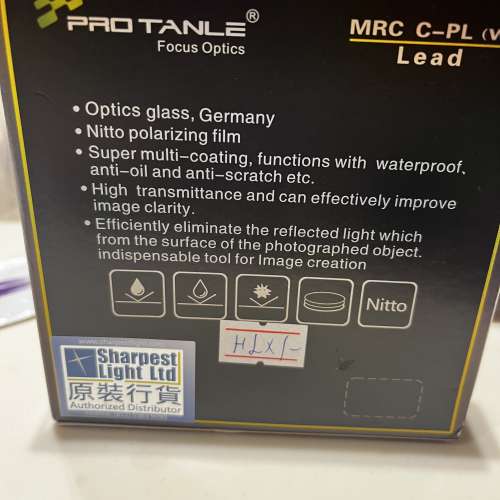 PRO TANLE®
Focus Optics
MRC C-PL (V
Lead
• Optics glass, Germany
• Nitto polarizing film
• Super multi-coating, functions with waterproof,
anti-oil and anti-scratch etc.
• High transmittance and can effectively improve
image clarity.
• Efficiently eliminate the reflected light which
from the surface of the photographed object.
indispensable tool for Image creation
Nitto
www.sharpestlight.com
Sharpest
Light Ltd
原裝行貨
Authorized Distributor